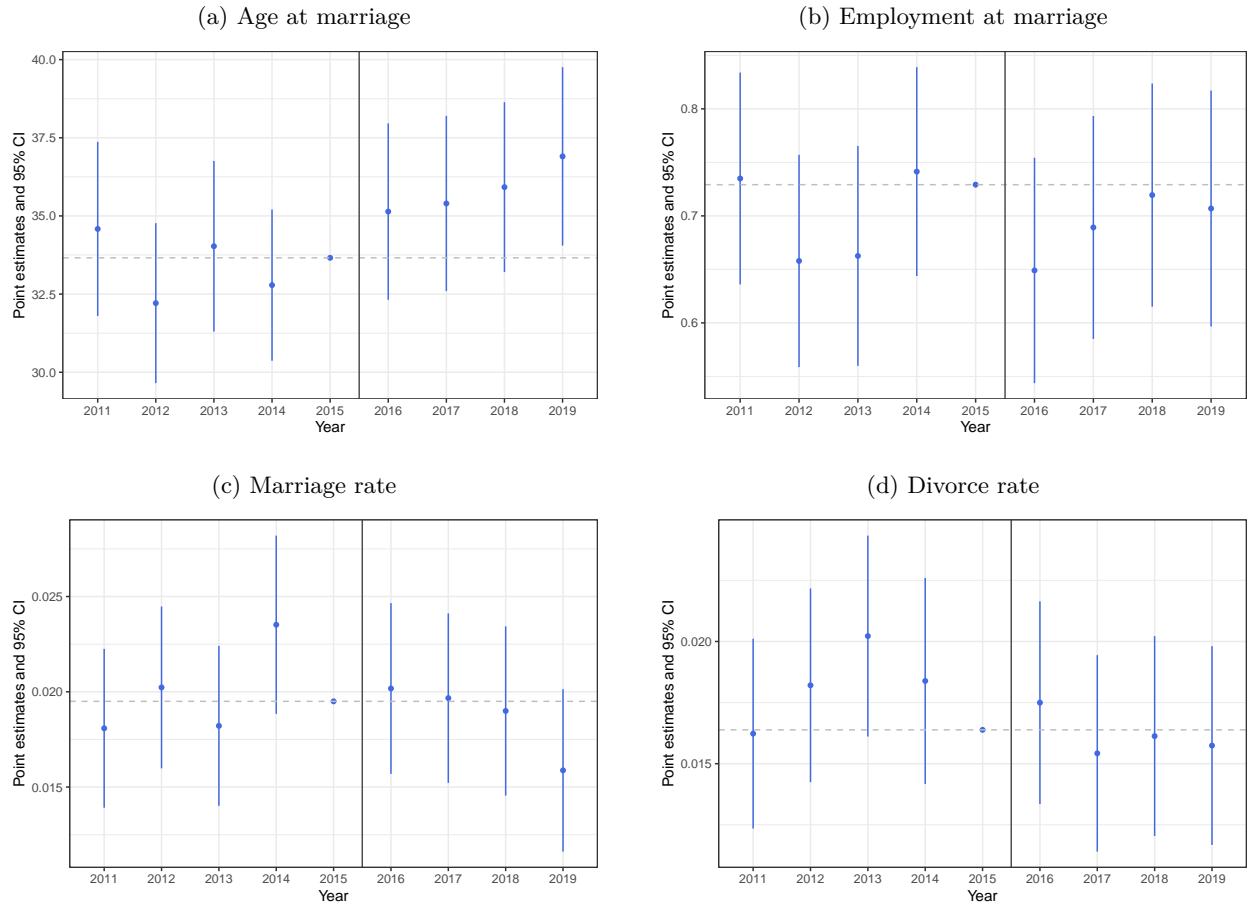 (a) Age at marriage
Point estimates and 95% CI
40.0
37.5
35.0
32.5
30.0
2011 2012 2013 2014 2015 2016 2017 2018 2019
Year
(b) Employment at marriage
Point estimates and 95% CI
0.8
0.7
0.6
2011 2012 2013 2014 2015 2016 2017 2018 2019
Year
(c) Marriage rate
Point estimates and 95% CI
0.025
0.020
0.015
2011 2012 2013 2014 2015 2016 2017 2018 2019
Year
(d) Divorce rate
Point estimates and 95% CI
0.020
0.015
2011 2012 2013 2014 2015 2016 2017 2018 2019
Year